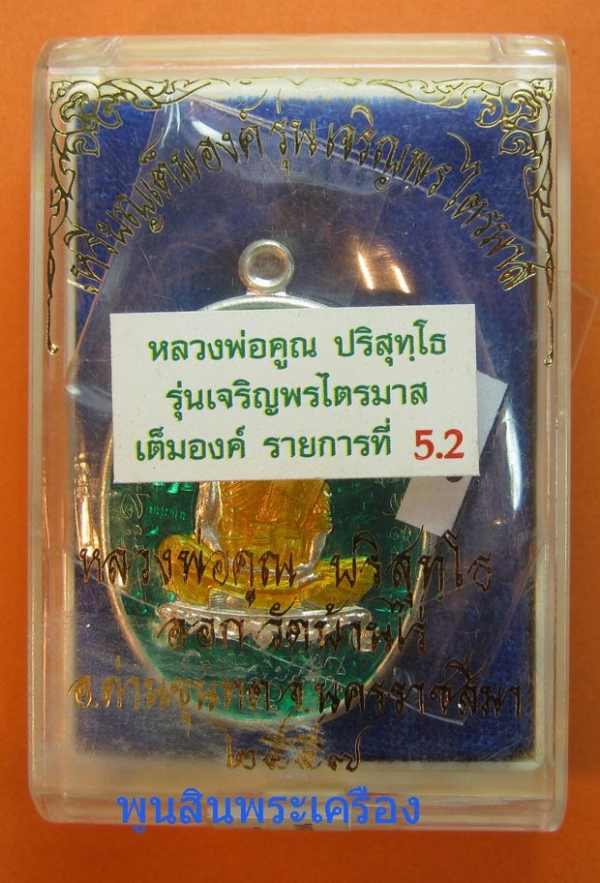 เหรียญเต็มองค์ รุ่นเจริญพรไตรมาส
หลวงพ่อคูณ ปริสุทฺโธ
รุ่นเจริญพรไตรมาส
เต็มองค์ รายการที่ 5.2
หลวงพ่อคูณ ปริสุทฺโธ
ออก วัดบ้านไร่
อ.ด่านขุนทด จ.นครราชสีมา
๒๕๕๗
พูนสินพระเครื่อง